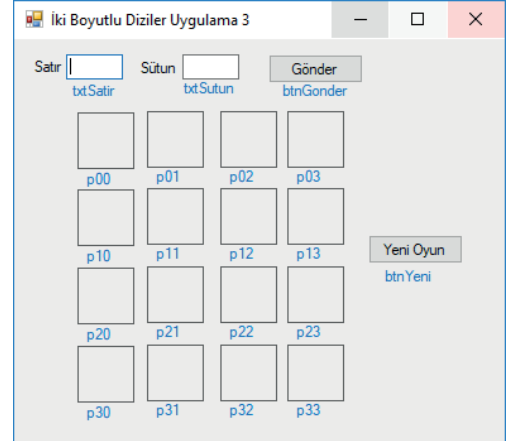 İki Boyutlu Diziler Uygulama 3
Satır Sütun Gönder
txtSatir txtSutun btnGonder
p00 p01 p02 p03
p10 p11 p12 p13
Yeni Oyun
btnYeni
p20 p21 p22 p23
p30 p31 p32 p33